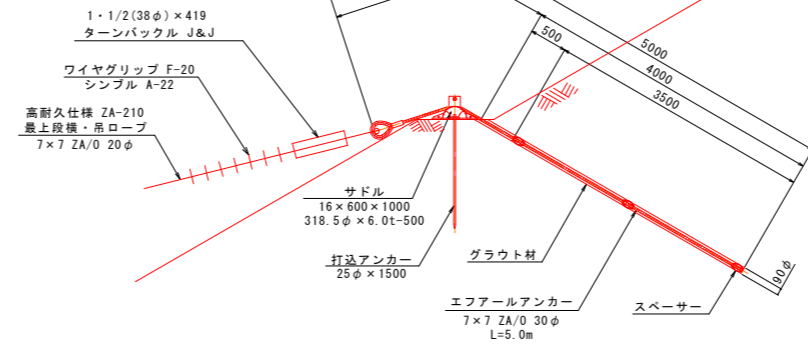 1・1/2(38φ)×419
ターンバックル J&J
ワイヤグリップ F-20
シンブル A-22
高耐久仕様 ZA-210
最上段横・吊ロープ
7×7 ZA/O 20φ
500
5000
4000
3500
サドル
16×600×1000
318.5φ×6.0t-500
打込アンカー
25φ×1500
グラウト材
エフアールアンカー
7×7 ZA/O 30φ
L=5.0m
スペーサー
90φ